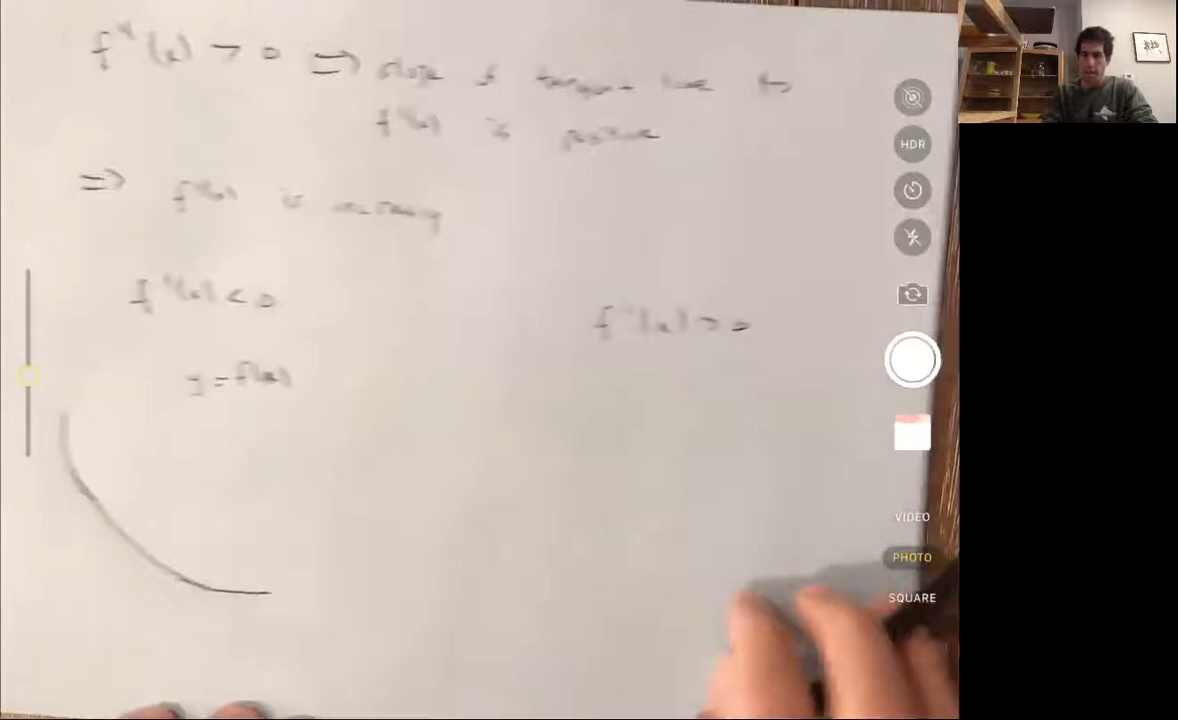 f''(x) > 0 ⇒ slope of tangent line to
f'(x) is positive
⇒ f'(x) is increasing
f'(x) < 0
f'(x) > 0
y = f(x)
HDR
VIDEO
PHOTO
SQUARE